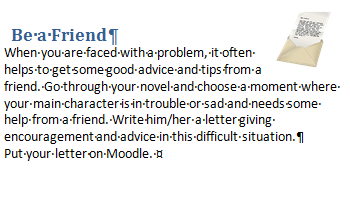 Be a Friend¶
When you are faced with a problem, it often
helps to get some good advice and tips from a
friend. Go through your novel and choose a moment where
your main character is in trouble or sad and needs some
help from a friend. Write him/her a letter giving
encouragement and advice in this difficult situation.¶
Put your letter on Moodle. ¤